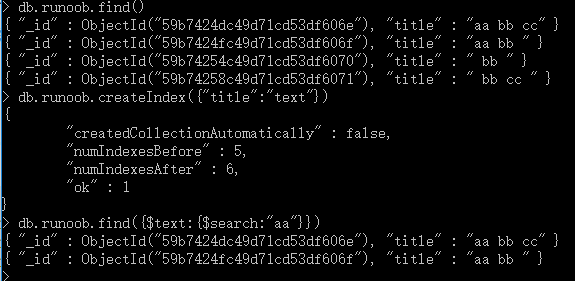 > db.runoob.find()
{ "_id" : ObjectId("59b7424dc49d71cd53df606e"), "title" : "aa bb cc" }
{ "_id" : ObjectId("59b7424fc49d71cd53df606f"), "title" : "aa bb " }
{ "_id" : ObjectId("59b74254c49d71cd53df6070"), "title" : " bb " }
{ "_id" : ObjectId("59b74258c49d71cd53df6071"), "title" : " bb cc " }
> db.runoob.createIndex({"title":"text"})
{
        "createdCollectionAutomatically" : false,
        "numIndexesBefore" : 5,
        "numIndexesAfter" : 6,
        "ok" : 1
}
> db.runoob.find({$text:{$search:"aa"}})
{ "_id" : ObjectId("59b7424dc49d71cd53df606e"), "title" : "aa bb cc" }
{ "_id" : ObjectId("59b7424fc49d71cd53df606f"), "title" : "aa bb " }
>